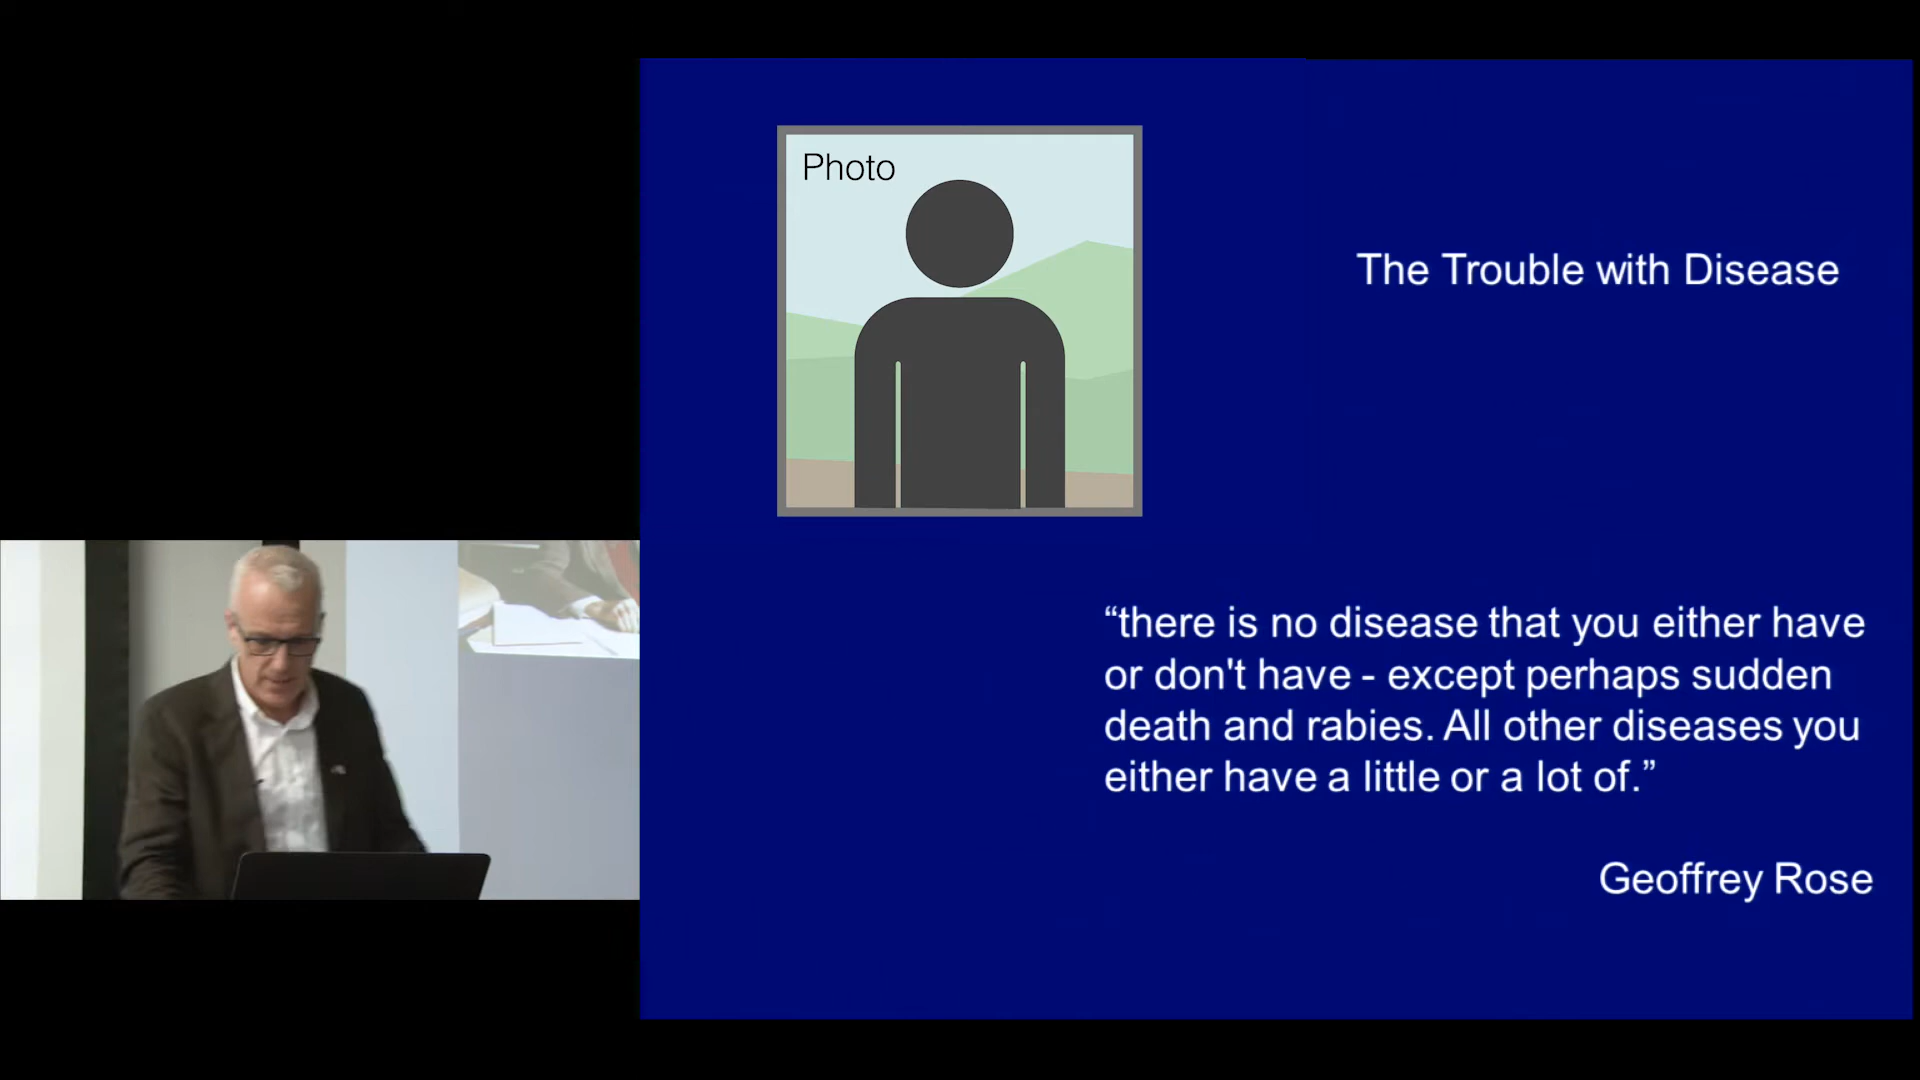 Photo
The Trouble with Disease
“there is no disease that you either have
or don't have - except perhaps sudden
death and rabies. All other diseases you
either have a little or a lot of.”
Geoffrey Rose